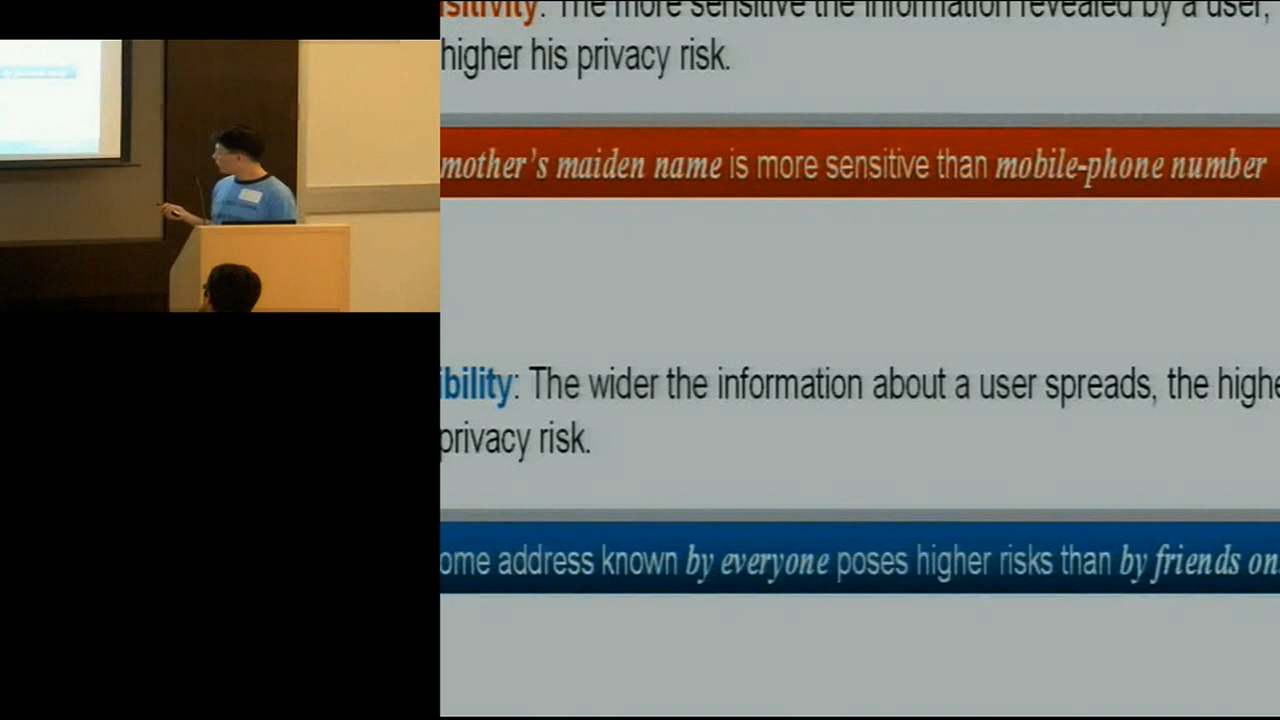 sitivity: The more sensitive the information revealed by a user,
higher his privacy risk.
mother's maiden name is more sensitive than mobile-phone number
ibility: The wider the information about a user spreads, the highe
privacy risk.
ome address known by everyone poses higher risks than by friends on